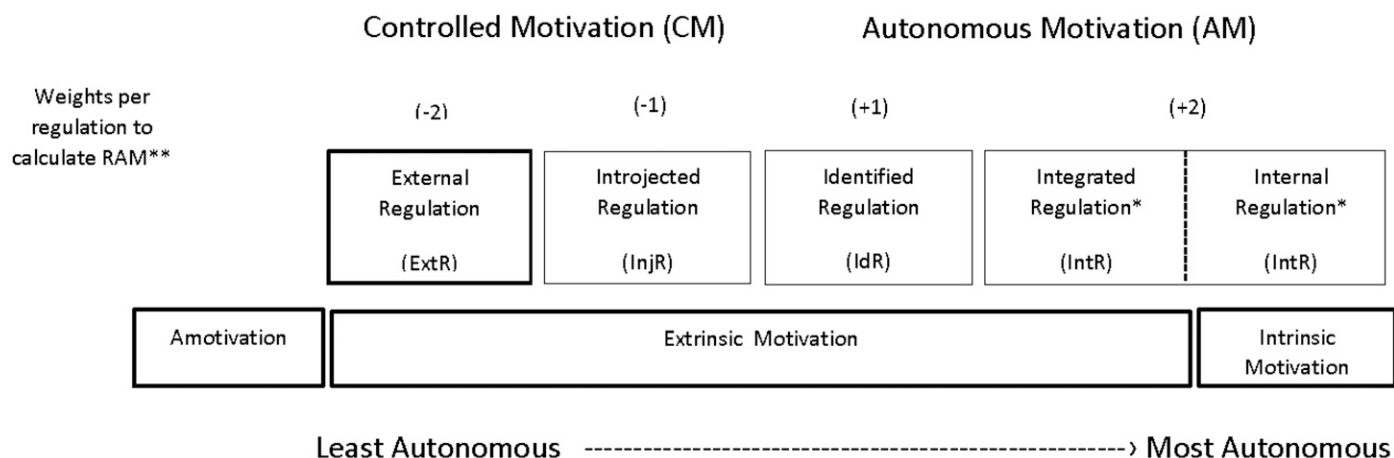 Controlled Motivation (CM)
Autonomous Motivation (AM)
Weights per
regulation to
calculate RAM**
(-2)
(-1)
(+1)
(+2)
External
Regulation
(ExtR)
Introjected
Regulation
(InjR)
Identified
Regulation
(IdR)
Integrated
Regulation*
(IntR)
Internal
Regulation*
(IntR)
Amotivation
Extrinsic Motivation
Intrinsic
Motivation
Least Autonomous
Most Autonomous